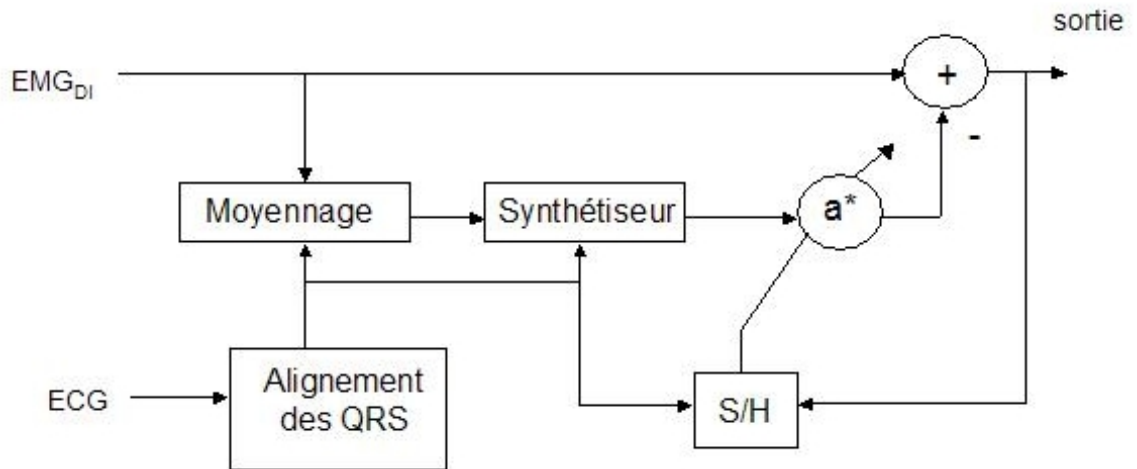 sortie
EMG_DI
+
-
Moyennage
Synthétiseur
a*
ECG
Alignement
des QRS
S/H